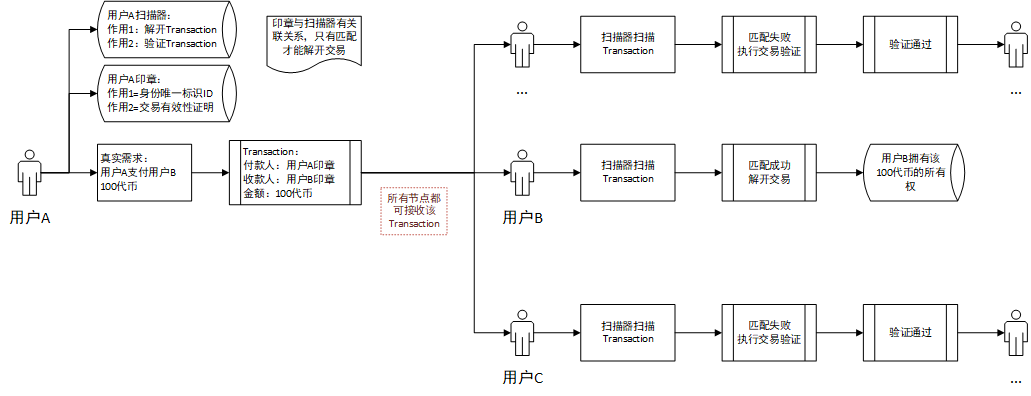 用户A扫描器：
作用1：解开Transaction
作用2：验证Transaction
印章与扫描器有关
联关系，只有匹配
才能解开交易
用户A印章：
作用1=身份唯一标识ID
作用2=交易有效性证明
用户A
真实需求：
用户A支付用户B
100代币
Transaction：
付款人：用户A印章
收款人：用户B印章
金额：100代币
所有节点都
可接收该
Transaction
...
扫描器扫描
Transaction
匹配失败
执行交易验证
验证通过
...
用户B
扫描器扫描
Transaction
匹配成功
解开交易
用户B拥有该
100代币的所有
权
用户C
扫描器扫描
Transaction
匹配失败
执行交易验证
验证通过
...